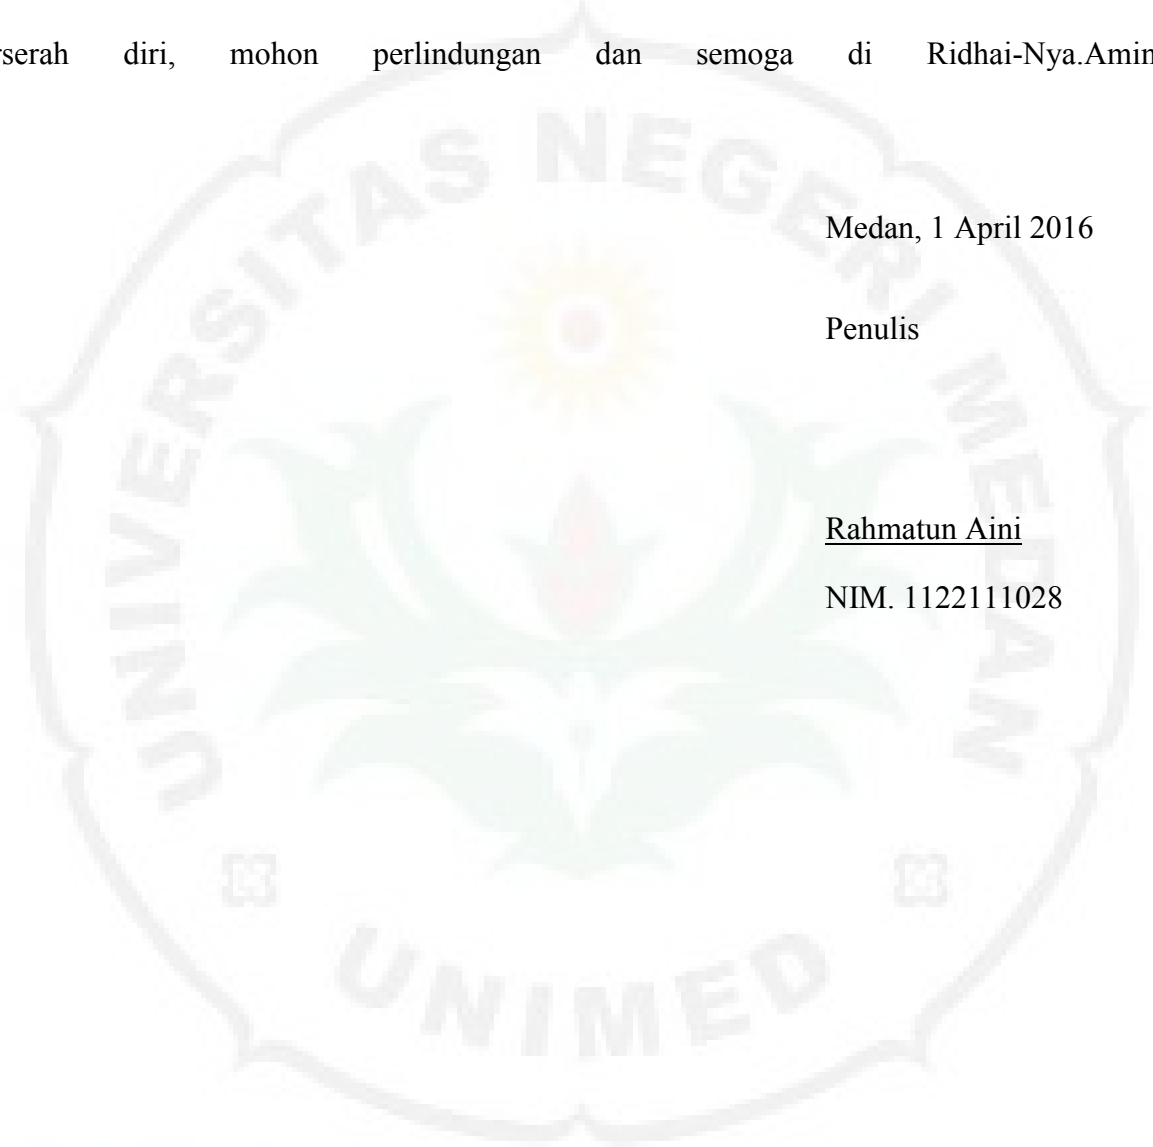 rserah diri, mohon perlindungan dan semoga di Ridhai-Nya.Amin
Medan, 1 April 2016
Penulis
Rahmatun Aini
NIM. 1122111028
UNIVERSITAS NEGERI MEDAN
UNIMED